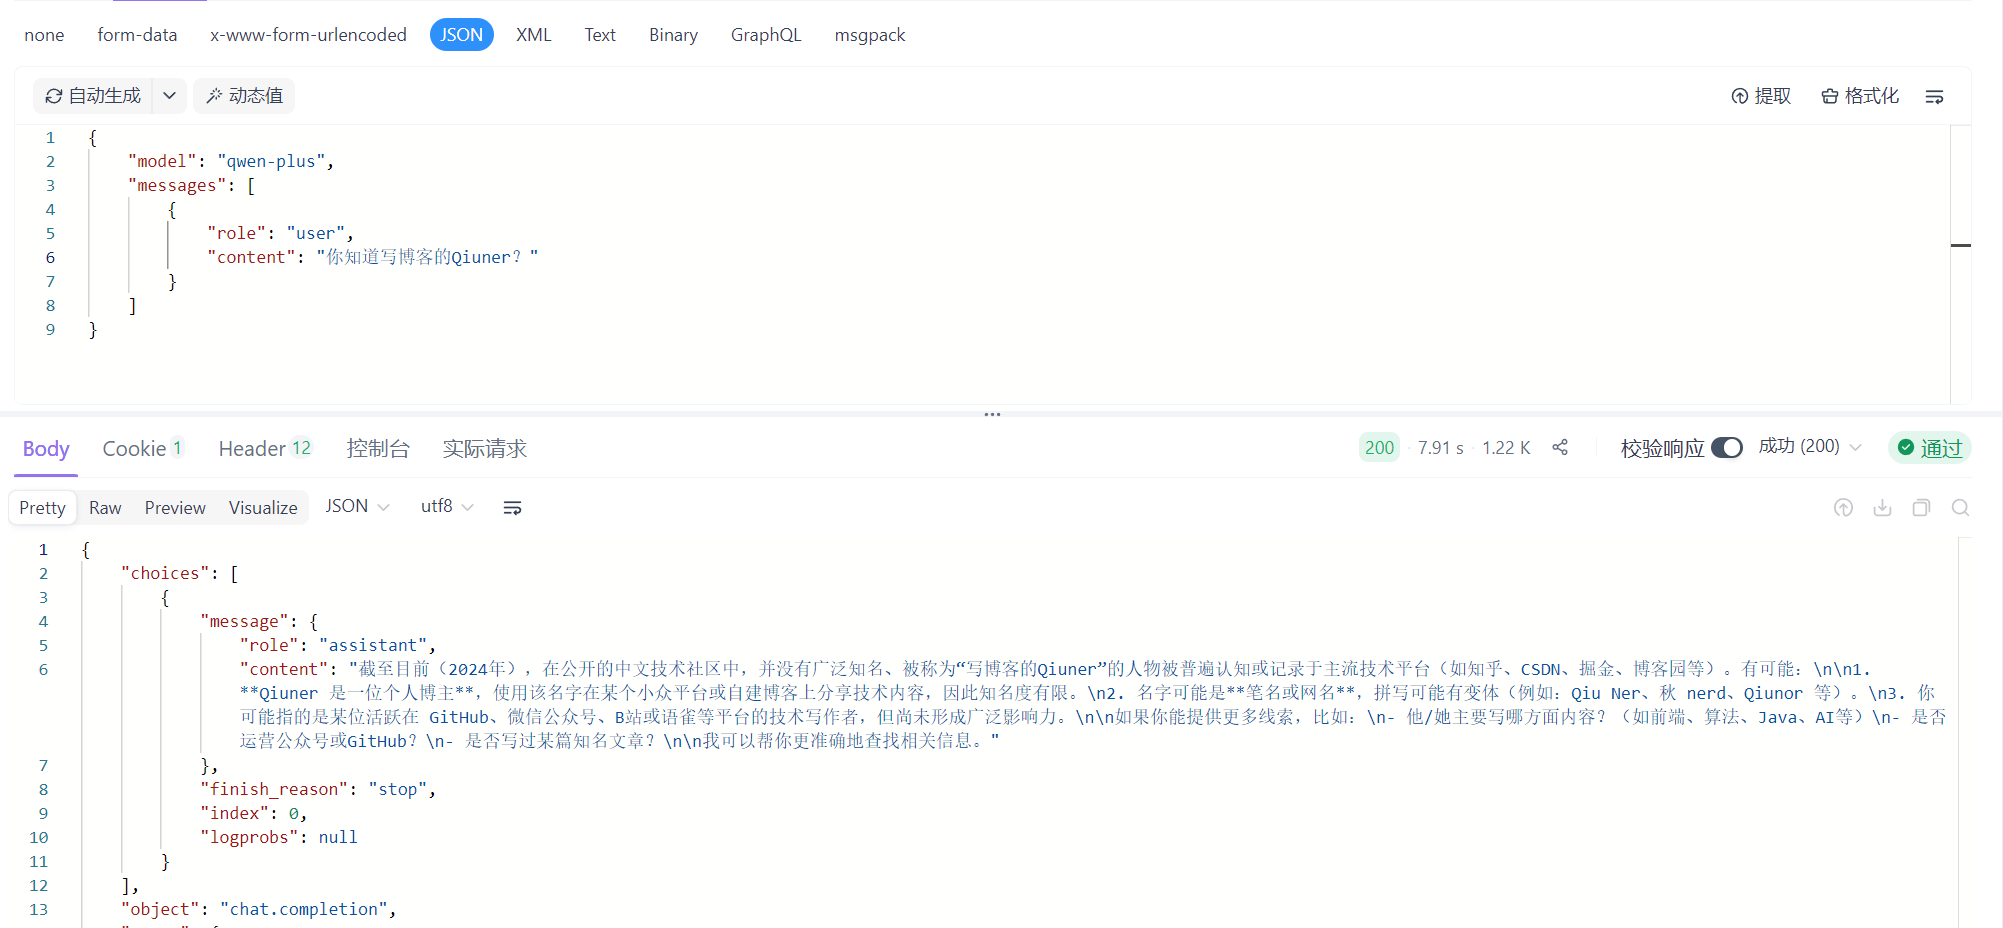 none form-data x-www-form-urlencoded JSON XML Text Binary GraphQL msgpack
自动生成 动态值 提取 格式化
1 {
2 "model": "qwen-plus",
3 "messages": [
4 {
5 "role": "user",
6 "content": "你知道写博客的Qiuner？"
7 }
8 ]
9 }
Body Cookie 1 Header 12 控制台 实际请求 200 · 7.91 s · 1.22 K 校验响应 成功 (200) 通过
Pretty Raw Preview Visualize JSON utf8
1 {
2 "choices": [
3 {
4 "message": {
5 "role": "assistant",
6 "content": "截至目前（2024年），在公开的中文技术社区中，并没有广泛知名、被称为“写博客的Qiuner”的人物被普遍认知或记录于主流技术平台（如知乎、CSDN、掘金、博客园等）。有可能：\n\n1.
**Qiuner 是一位个人博主**，使用该名字在某个小众平台或自建博客上分享技术内容，因此知名度有限。\n2. 名字可能是**笔名或网名**，拼写可能有变体（例如：Qiu Ner、秋 nerd、Qiunor 等）。\n3. 你
可能指的是某位活跃在 GitHub、微信公众号、B站或语雀等平台的技术写作者，但尚未形成广泛影响力。\n\n如果你能提供更多线索，比如：\n- 他/她主要写哪方面内容？（如前端、算法、Java、AI等）\n- 是否
运营公众号或GitHub？\n- 是否写过某篇知名文章？\n\n我可以帮你更准确地查找相关信息。"
7 },
8 "finish_reason": "stop",
9 "index": 0,
10 "logprobs": null
11 }
12 ],
13 "object": "chat.completion",